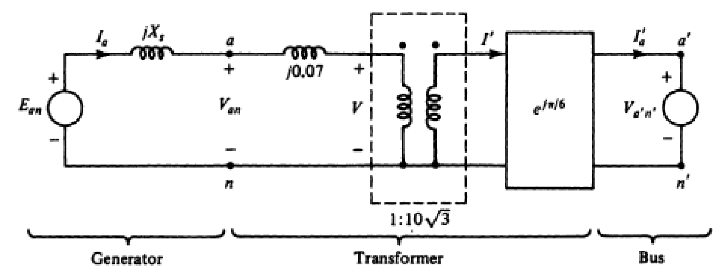 I_a jX_s a j0.07 I' I'_a a'
+ + + +
E_an V_an V e^{jπ/6} V_a'n'
− − − −
n n'
1:10√3
Generator Transformer Bus